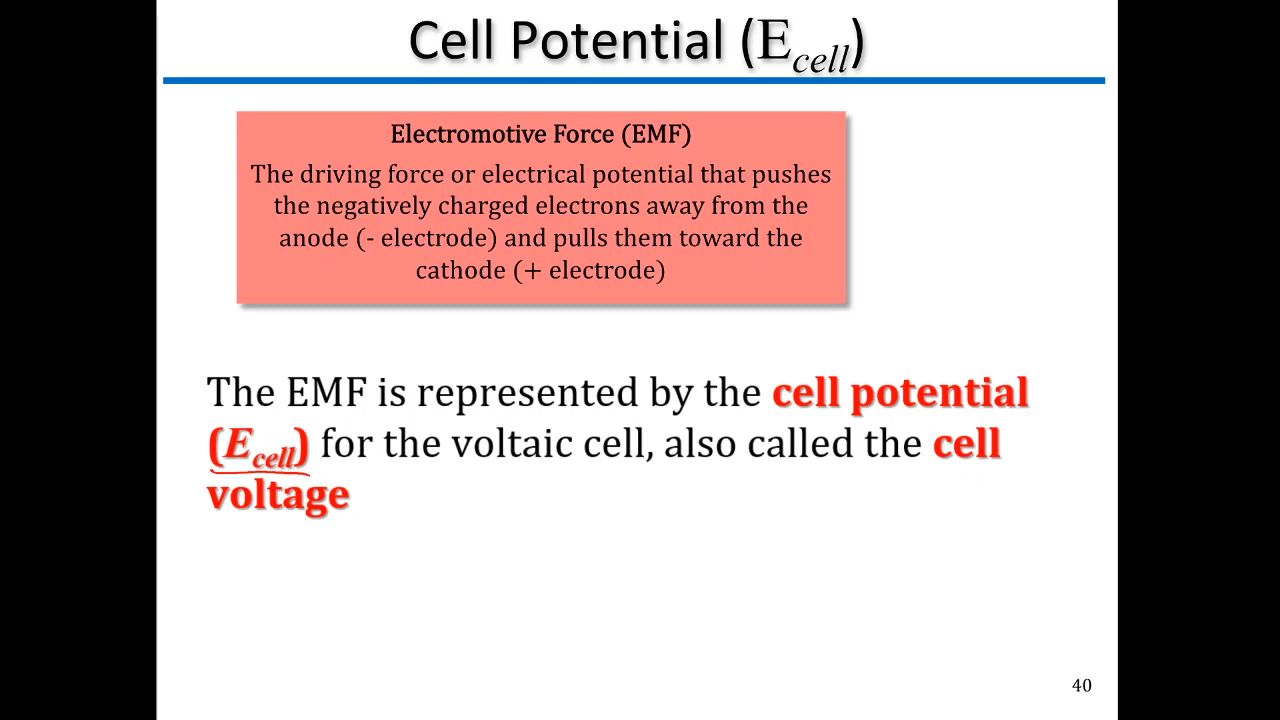 Cell Potential (E_cell)
Electromotive Force (EMF)
The driving force or electrical potential that pushes
the negatively charged electrons away from the
anode (- electrode) and pulls them toward the
cathode (+ electrode)
The EMF is represented by the cell potential
(E_cell) for the voltaic cell, also called the cell
voltage
40